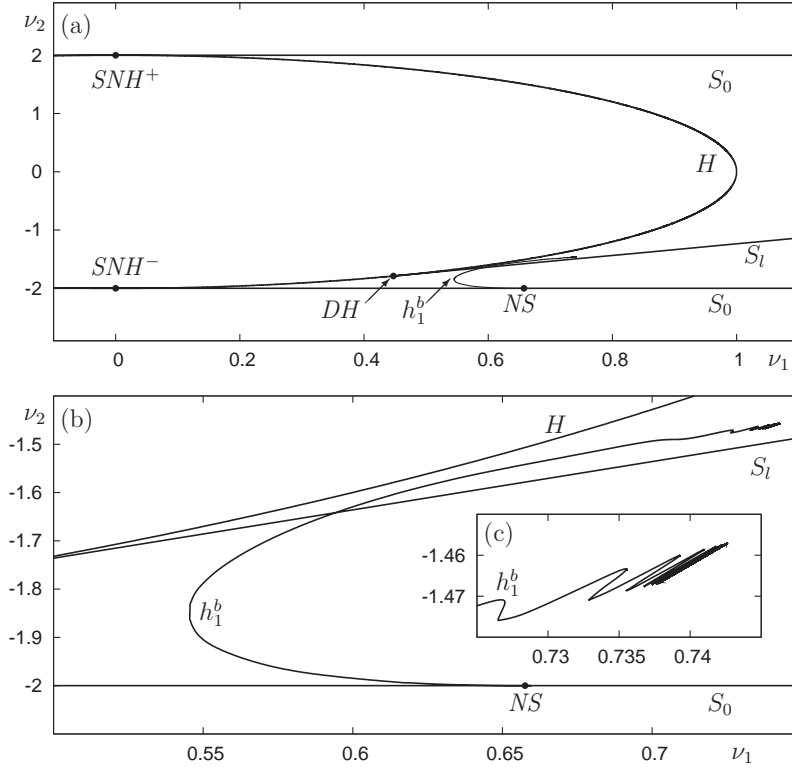 ν₂
(a)
2
SNH⁺
S₀
1
0
H
-1
SNH⁻
S_l
-2
DH
h₁ᵇ
NS
S₀
0
0.2
0.4
0.6
0.8
1
ν₁
ν₂
(b)
H
-1.5
S_l
-1.6
(c)
-1.7
-1.46
h₁ᵇ
-1.47
-1.8
h₁ᵇ
0.73
0.735
0.74
-1.9
-2
NS
S₀
0.55
0.6
0.65
0.7
ν₁